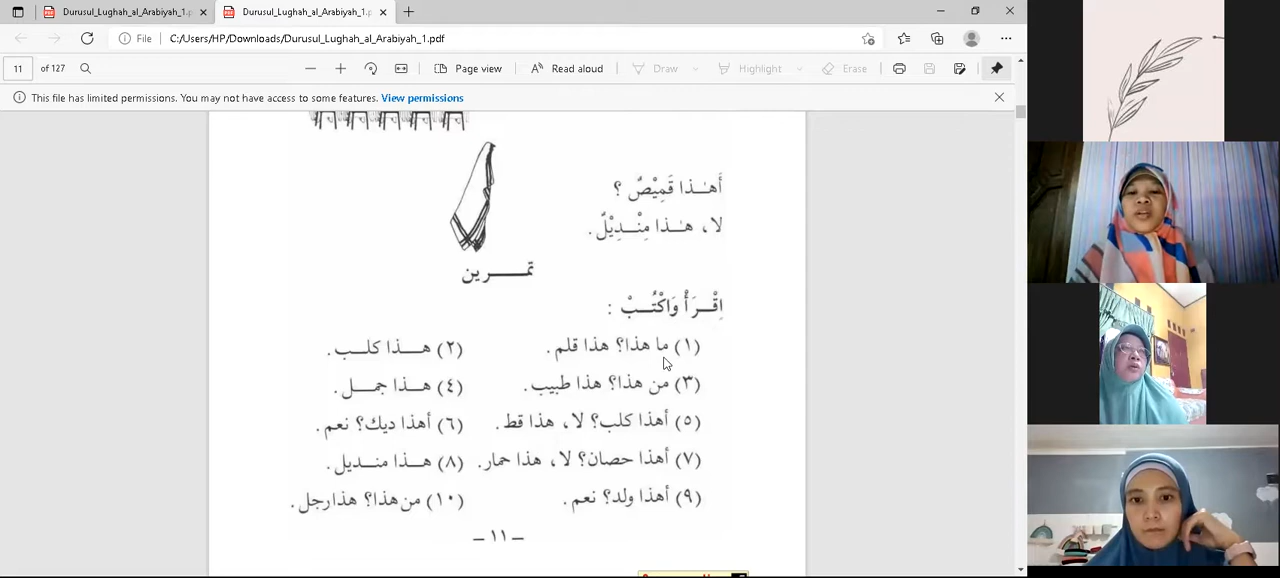 Durusul_Lughah_al_Arabiyah_1.p
Durusul_Lughah_al_Arabiyah_1.p
File C:/Users/HP/Downloads/Durusul_Lughah_al_Arabiyah_1.pdf
11 of 127 Page view Read aloud Draw Highlight Erase
This file has limited permissions. You may not have access to some features. View permissions
أَهٰـذا قَمِيْصٌ ؟
لا، هٰـذا مِنْـدِيْلٌ .
تمـــرين
اِقْـرَأْ وَاكْتُـبْ :
(١) ما هذا؟ هذا قلم . (٢) هـذا كلـب .
(٣) من هذا؟ هذا طبيب . (٤) هـذا جمـل .
(٥) أهذا كلب؟ لا، هذا قط . (٦) أهذا ديك؟ نعم .
(٧) أهذا حصان؟ لا، هذا حمار . (٨) هـذا منـديل .
(٩) أهذا ولد؟ نعم . (١٠) من هذا؟ هذا رجل .
– ١١ –